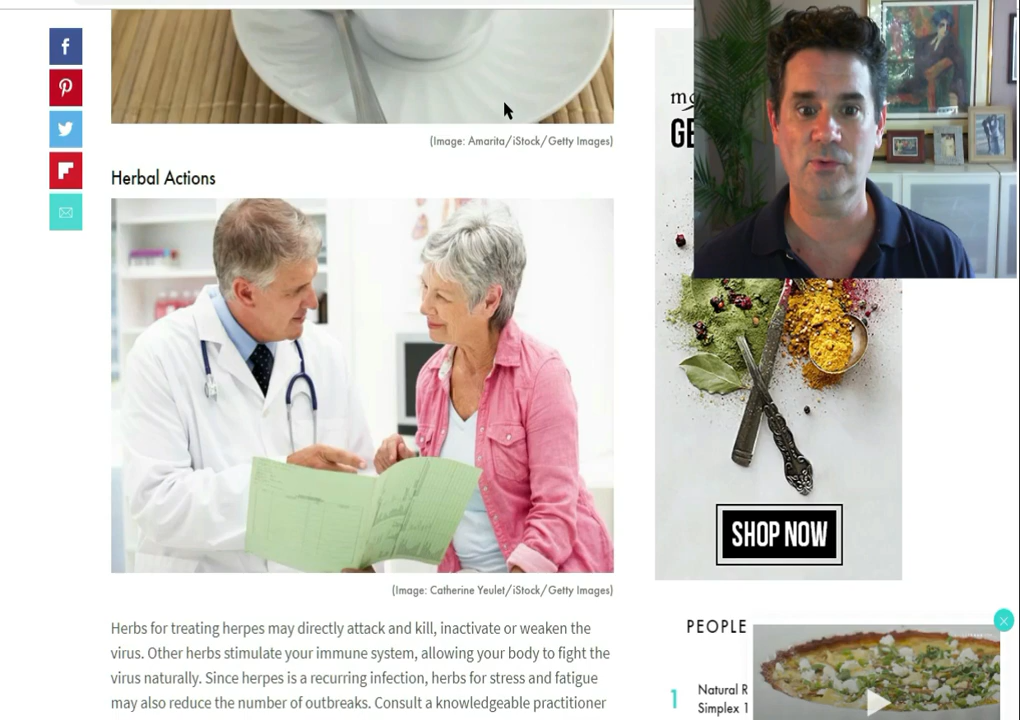 (Image: Amarita/iStock/Getty Images)
Herbal Actions
(Image: Catherine Yeulet/iStock/Getty Images)
Herbs for treating herpes may directly attack and kill, inactivate or weaken the
virus. Other herbs stimulate your immune system, allowing your body to fight the
virus naturally. Since herpes is a recurring infection, herbs for stress and fatigue
may also reduce the number of outbreaks. Consult a knowledgeable practitioner
GE
SHOP NOW
PEOPLE
1
Natural R
Simplex 1